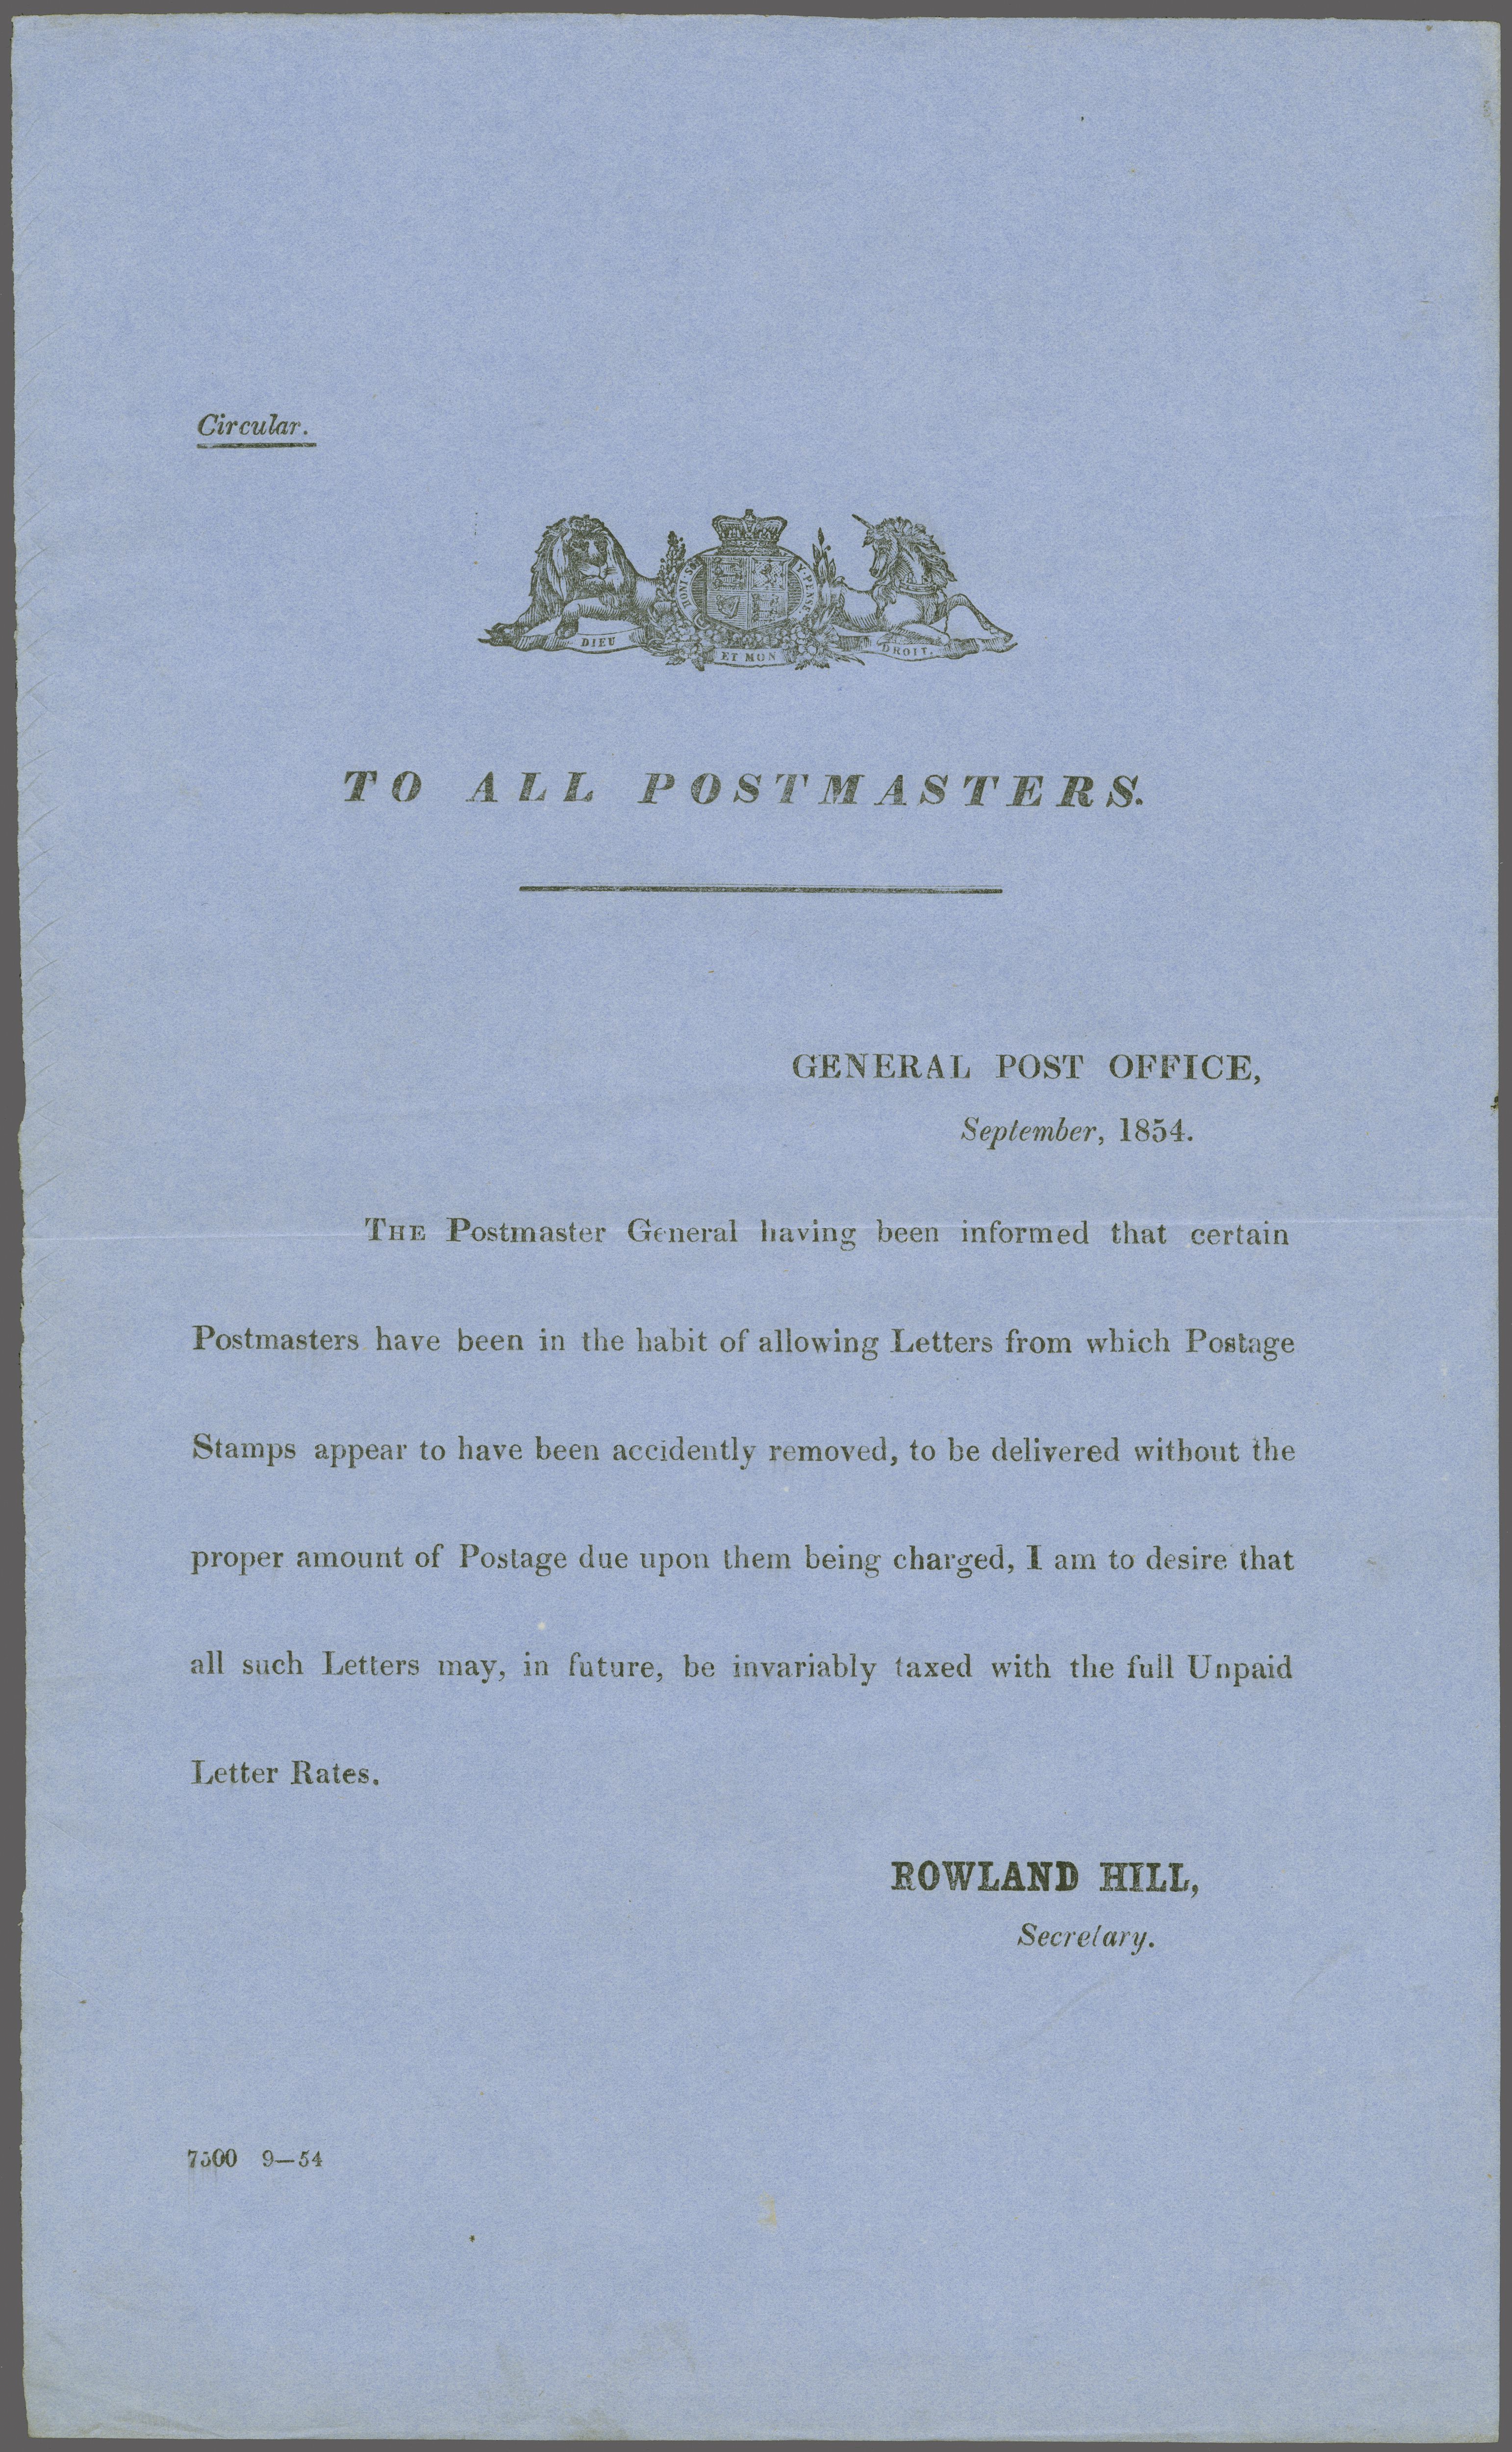 Circular.
HONI SO
Y PENSE
DIEU
ET MON
DROIT.
TO ALL POSTMASTERS.
GENERAL POST OFFICE,
September, 1854.
THE Postmaster General having been informed that certain
Postmasters have been in the habit of allowing Letters from which Postage
Stamps appear to have been accidently removed, to be delivered without the
proper amount of Postage due upon them being charged, I am to desire that
all such Letters may, in future, be invariably taxed with the full Unpaid
Letter Rates.
ROWLAND HILL,
Secretary.
7500 9—54